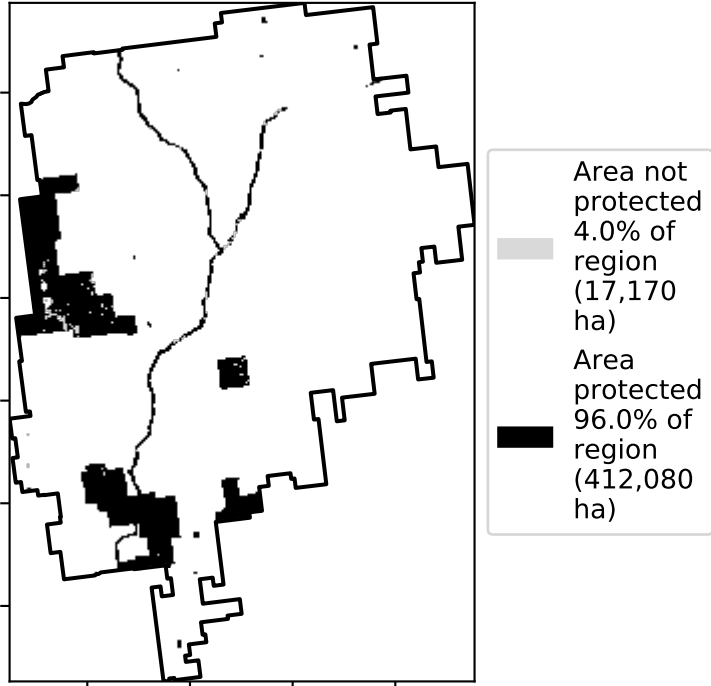 Area not
protected
4.0% of
region
(17,170
ha)
Area
protected
96.0% of
region
(412,080
ha)